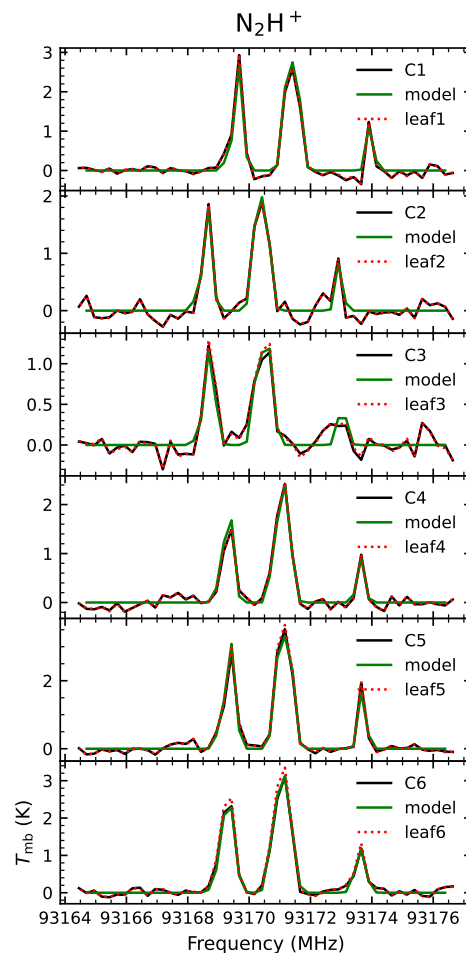 N₂H⁺
3
2
1
0
C1
model
leaf1
2
1
0
C2
model
leaf2
1.0
0.5
0.0
C3
model
leaf3
2
1
0
C4
model
leaf4
2
0
C5
model
leaf5
3
2
1
0
C6
model
leaf6
T_mb (K)
93164 93166 93168 93170 93172 93174 93176
Frequency (MHz)